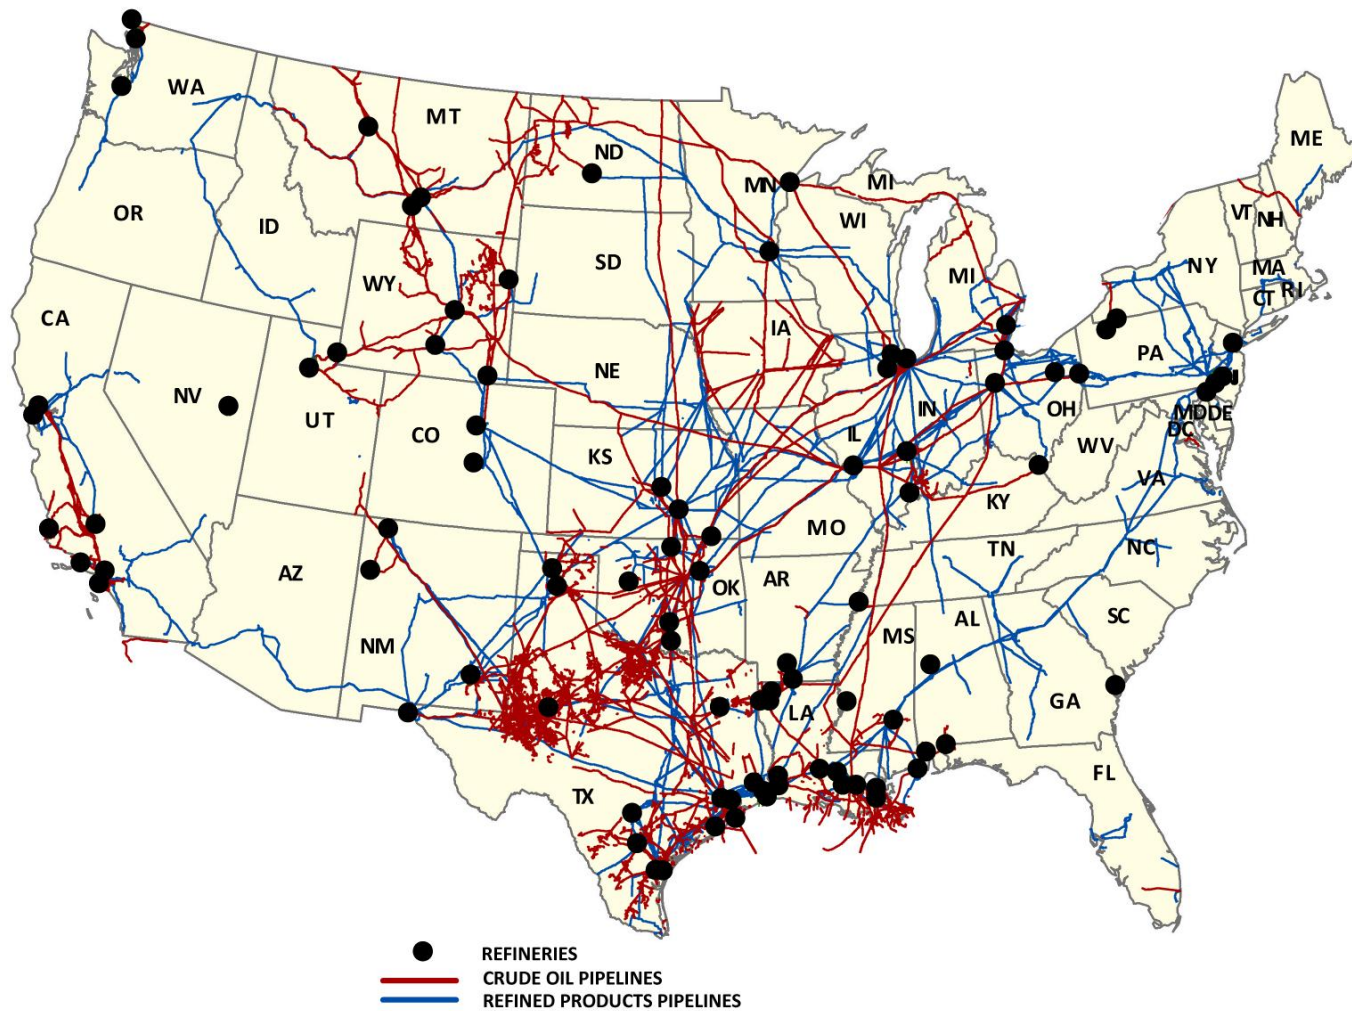 WA
MT
ME
ND
MN
MI
OR
ID
WI
VT
NH
SD
WY
MI
NY
MA
CT
RI
CA
IA
NE
PA
NV
UT
CO
IL
IN
OH
MD
DE
DC
WV
KS
VA
KY
MO
AZ
TN
NC
OK
AR
NM
MS
AL
SC
GA
LA
TX
FL
REFINERIES
CRUDE OIL PIPELINES
REFINED PRODUCTS PIPELINES